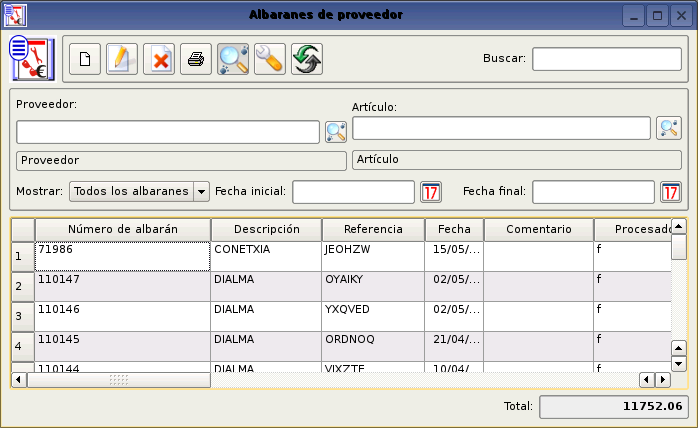 Albaranes de proveedor
Buscar:
Proveedor:
Artículo:
Proveedor
Artículo
Mostrar: Todos los albaranes Fecha inicial: 17 Fecha final: 17
Número de albarán Descripción Referencia Fecha Comentario Procesado
1 71986 CONETXIA JEOHZW 15/05/... f
2 110147 DIALMA OYAIKY 02/05/... f
3 110146 DIALMA YXQVED 02/05/... f
4 110145 DIALMA ORDNOQ 21/04/... f
110144 DIALMA VIXZTE 10/04/ f
Total: 11752.06